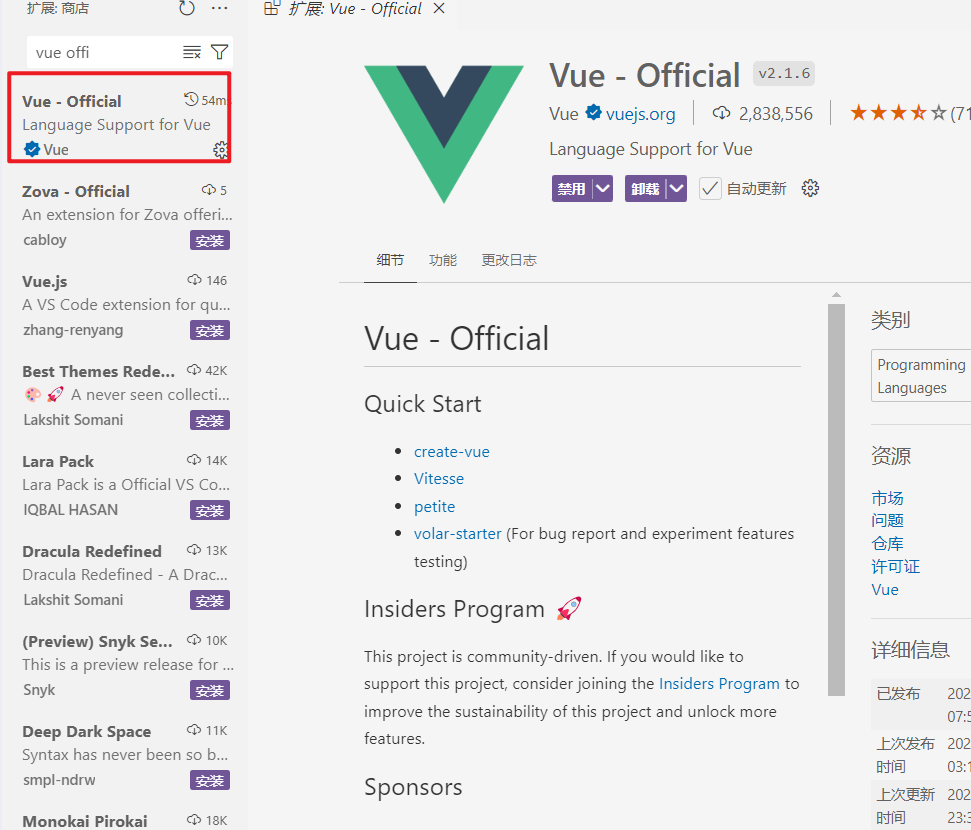 扩展: 商店
扩展: Vue - Official
vue offi
Vue - Official
54m
Language Support for Vue
Vue
Zova - Official
5
An extension for Zova offeri...
cabloy
安装
Vue.js
146
A VS Code extension for qu...
zhang-renyang
安装
Best Themes Rede...
42K
🎨 🚀 A never seen collecti...
Lakshit Somani
安装
Lara Pack
14K
Lara Pack is a Official VS Co...
IQBAL HASAN
安装
Dracula Redefined
13K
Dracula Redefined - A Drac...
Lakshit Somani
安装
(Preview) Snyk Se...
10K
This is a preview release for ...
Snyk
安装
Deep Dark Space
11K
Syntax has never been so b...
smpl-ndrw
安装
Monokai Pirokai
18K
Vue - Official
v2.1.6
Vue vuejs.org
2,838,556
(71
Language Support for Vue
禁用
卸载
自动更新
细节
功能
更改日志
Vue - Official
Quick Start
• create-vue
• Vitesse
• petite
• volar-starter (For bug report and experiment features
testing)
Insiders Program 🚀
This project is community-driven. If you would like to
support this project, consider joining the Insiders Program to
improve the sustainability of this project and unlock more
features.
Sponsors
类别
Programming
Languages
资源
市场
问题
仓库
许可证
Vue
详细信息
已发布
202
07:5
上次发布
时间
202
03:1
上次更新
时间
202
23:3